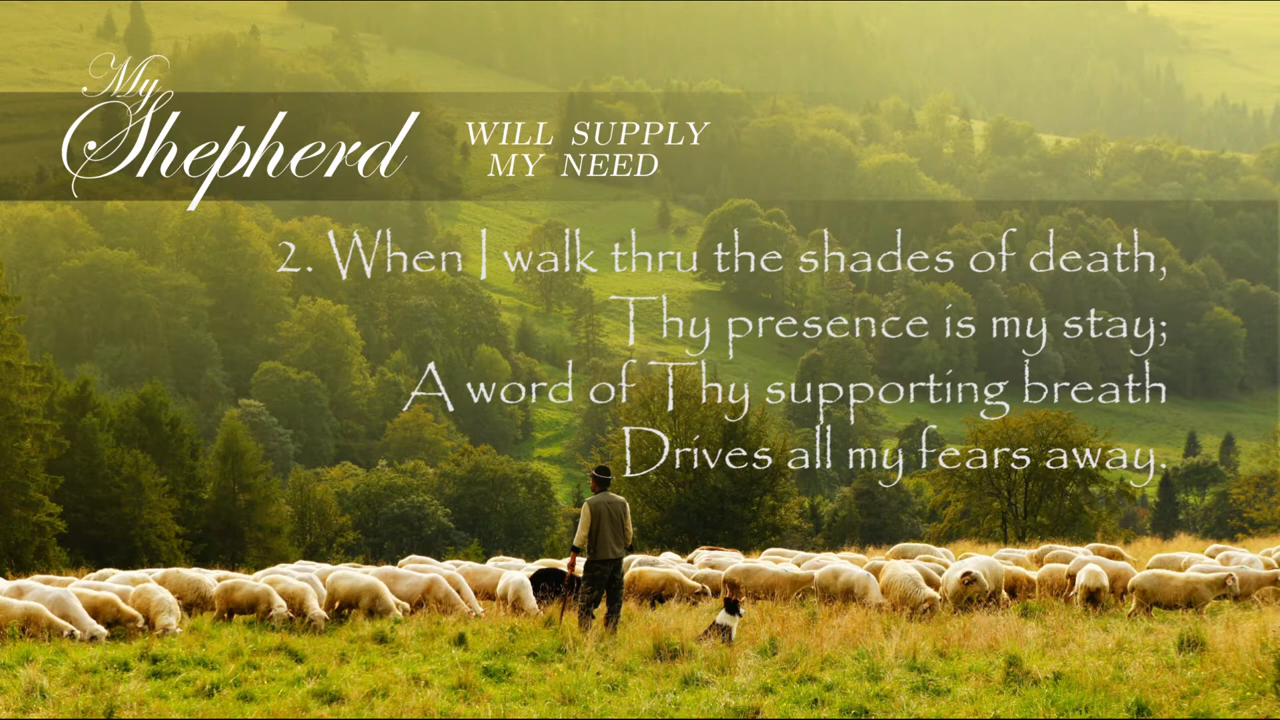 My
Shepherd
WILL SUPPLY
MY NEED
2. When I walk thru the shades of death,
Thy presence is my stay;
A word of Thy supporting breath
Drives all my fears away.